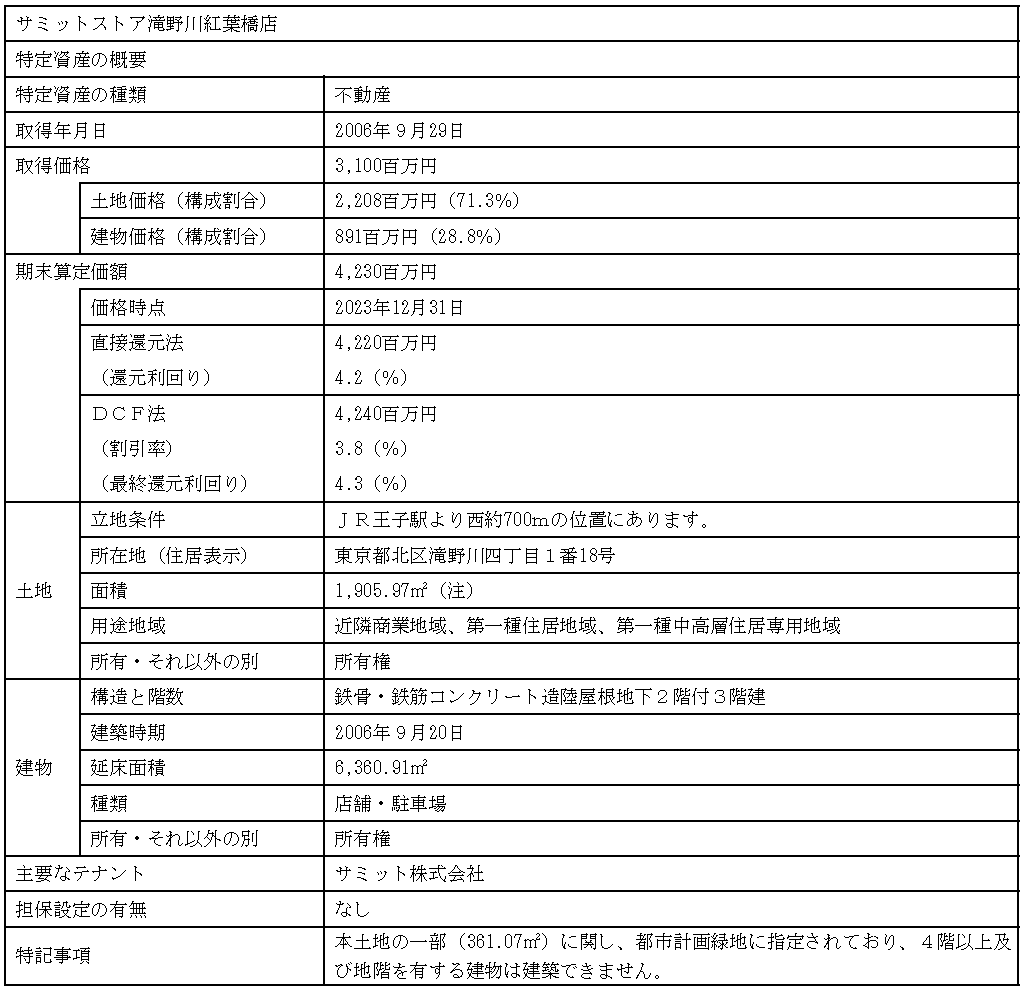 サミットストア滝野川紅葉橋店
特定資産の概要
特定資産の種類 不動産
取得年月日 2006年９月29日
取得価格 3,100百万円
土地価格（構成割合） 2,208百万円（71.3%）
建物価格（構成割合） 891百万円（28.8%）
期末算定価額 4,230百万円
価格時点 2023年12月31日
直接還元法 4,220百万円
（還元利回り） 4.2（%）
ＤＣＦ法 4,240百万円
（割引率） 3.8（%）
（最終還元利回り） 4.3（%）
土地 立地条件 ＪＲ王子駅より西約700ｍの位置にあります。
所在地（住居表示） 東京都北区滝野川四丁目１番18号
面積 1,905.97㎡（注）
用途地域 近隣商業地域、第一種住居地域、第一種中高層住居専用地域
所有・それ以外の別 所有権
建物 構造と階数 鉄骨・鉄筋コンクリート造陸屋根地下２階付３階建
建築時期 2006年９月20日
延床面積 6,360.91㎡
種類 店舗・駐車場
所有・それ以外の別 所有権
主要なテナント サミット株式会社
担保設定の有無 なし
特記事項 本土地の一部（361.07㎡）に関し、都市計画緑地に指定されており、４階以上及
び地階を有する建物は建築できません。